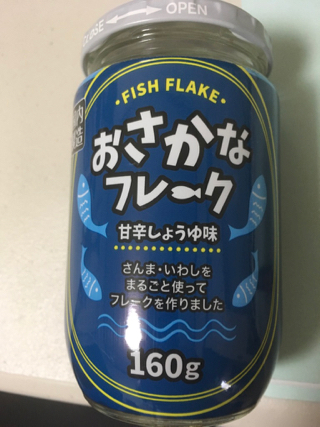 OPEN
・FISH FLAKE・
おさかな
フレーク
甘辛しょうゆ味
さんま・いわしを
まるごと使って
フレークを作りました
160g